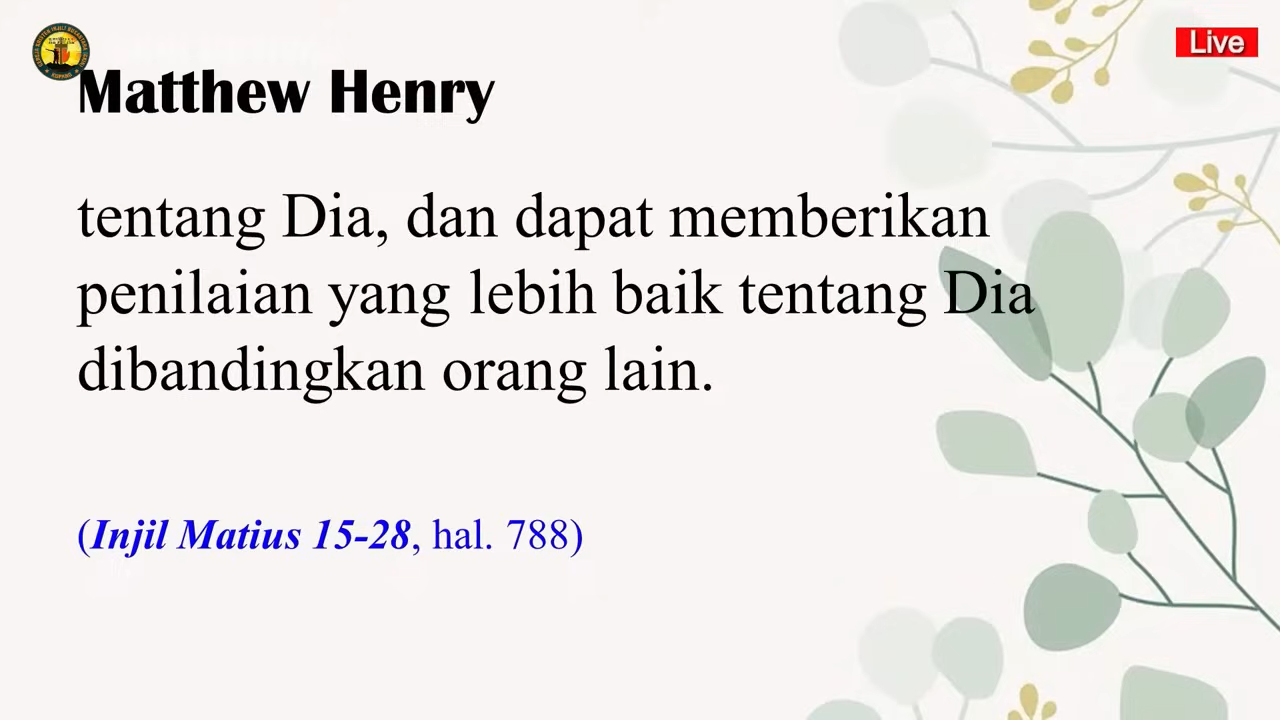 Live
Matthew Henry
tentang Dia, dan dapat memberikan
penilaian yang lebih baik tentang Dia
dibandingkan orang lain.
(Injil Matius 15-28, hal. 788)